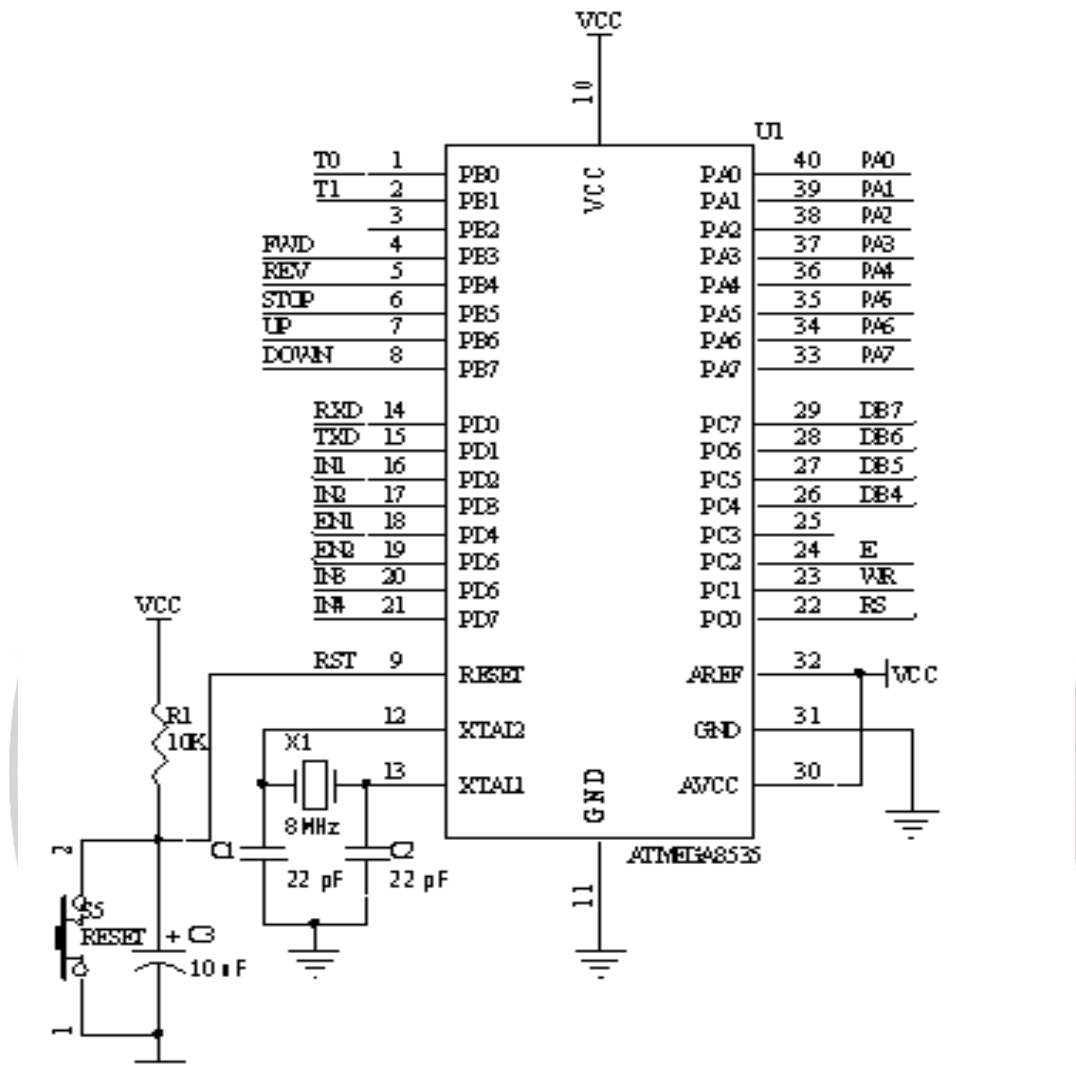 VCC
10
U1
T0 1 PB0 VCC PA0 40 PA0
T1 2 PB1 PA1 39 PA1
3 PB2 PA2 38 PA2
FWD 4 PB3 PA3 37 PA3
REV 5 PB4 PA4 36 PA4
STOP 6 PB5 PA5 35 PA5
UP 7 PB6 PA6 34 PA6
DOWN 8 PB7 PA7 33 PA7
RXD 14 PD0 PC7 29 DB7
TXD 15 PD1 PC6 28 DB6
IN1 16 PD2 PC5 27 DB5
IN2 17 PD3 PC4 26 DB4
EN1 18 PD4 PC3 25
EN2 19 PD5 PC2 24 E
IN3 20 PD6 PC1 23 WR
IN4 21 PD7 PC0 22 RS
VCC
RST 9 RESET AREF 32 VCC
R1
10K
12 XTAL2 GND 31
X1
13 XTAL1 GND AVCC 30
8 MHz
C1 C2
22 pF 22 pF
ATMEGA8535
11
2
S5
RESET + C3
1